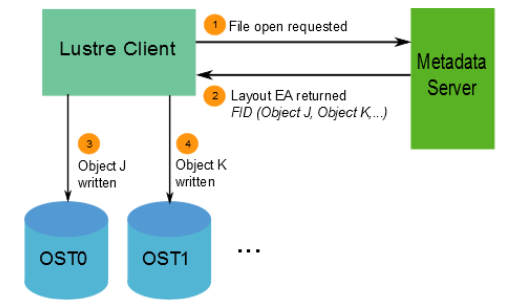 Lustre Client
1 File open requested
Metadata
Server
2 Layout EA returned
FID (Object J, Object K,...)
3
Object J
written
4
Object K
written
OST0
OST1
...